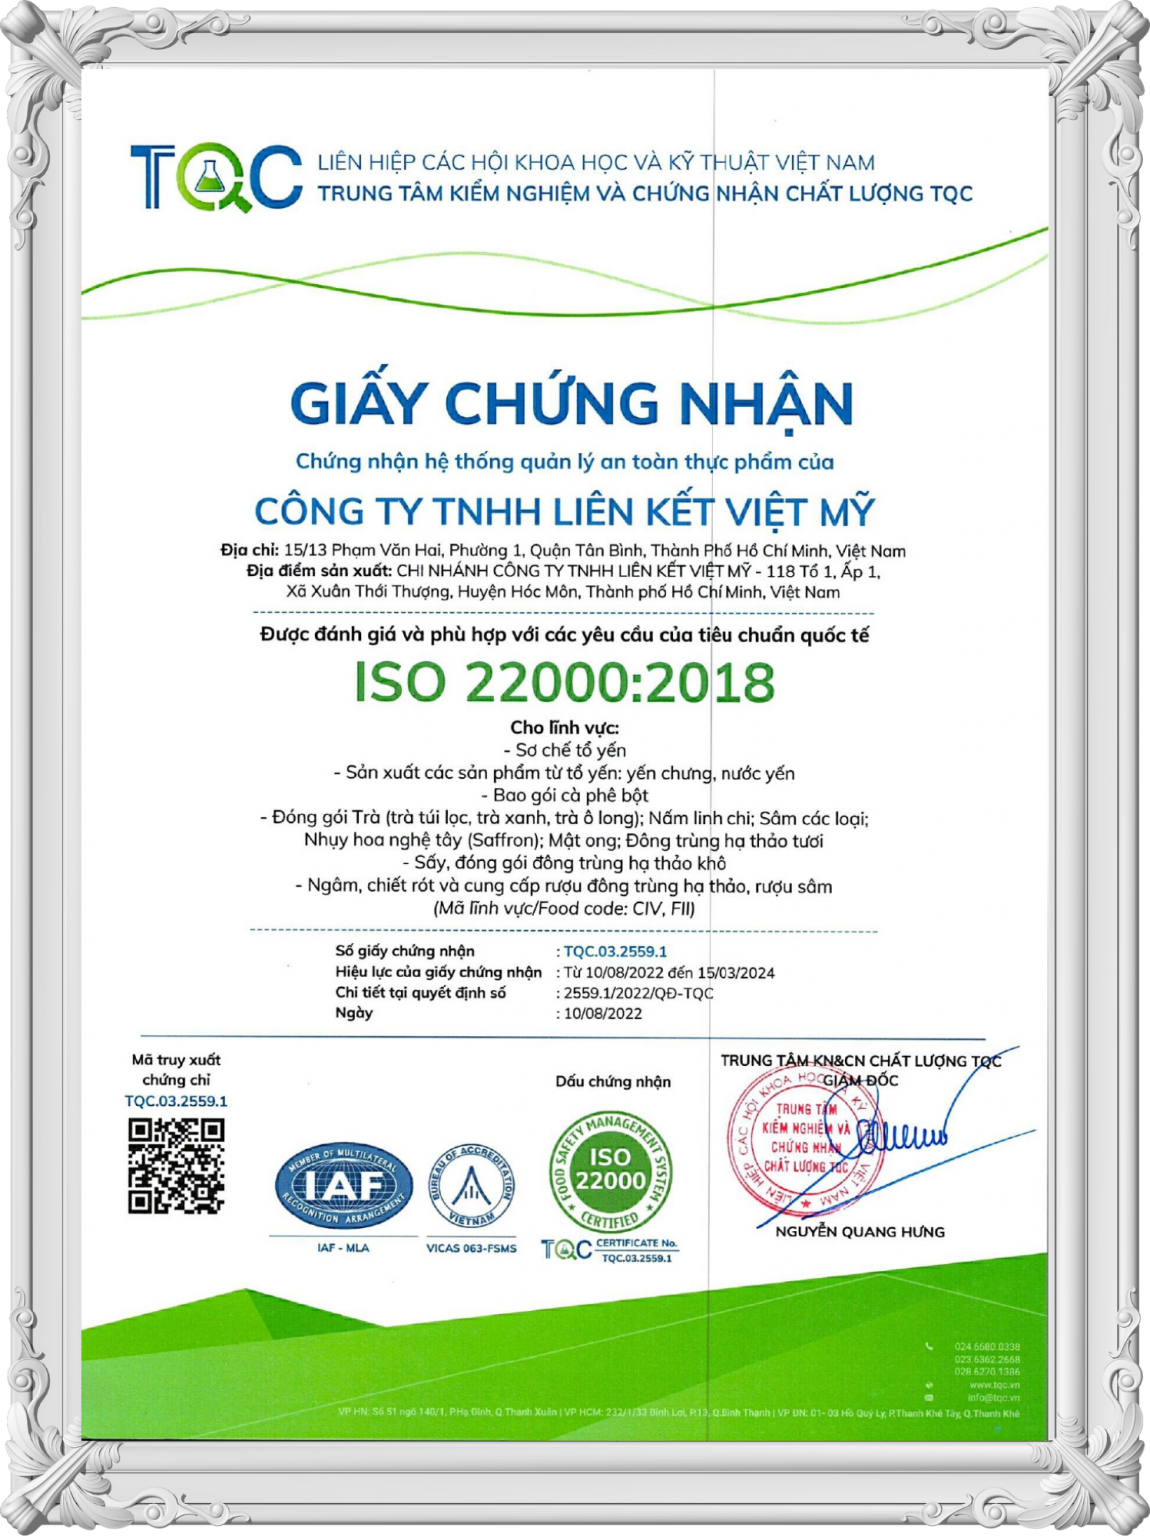 TQC
LIÊN HIỆP CÁC HỘI KHOA HỌC VÀ KỸ THUẬT VIỆT NAM
TRUNG TÂM KIỂM NGHIỆM VÀ CHỨNG NHẬN CHẤT LƯỢNG TQC
GIẤY CHỨNG NHẬN
Chứng nhận hệ thống quản lý an toàn thực phẩm của
CÔNG TY TNHH LIÊN KẾT VIỆT MỸ
Địa chỉ: 15/13 Phạm Văn Hai, Phường 1, Quận Tân Bình, Thành Phố Hồ Chí Minh, Việt Nam
Địa điểm sản xuất: CHI NHÁNH CÔNG TY TNHH LIÊN KẾT VIỆT MỸ - 118 Tổ 1, Ấp 1,
Xã Xuân Thới Thượng, Huyện Hóc Môn, Thành phố Hồ Chí Minh, Việt Nam
Được đánh giá và phù hợp với các yêu cầu của tiêu chuẩn quốc tế
ISO 22000:2018
Cho lĩnh vực:
- Sơ chế tổ yến
- Sản xuất các sản phẩm từ tổ yến: yến chưng, nước yến
- Bao gói cà phê bột
- Đóng gói Trà (trà túi lọc, trà xanh, trà ô long); Nấm linh chi; Sâm các loại;
Nhụy hoa nghệ tây (Saffron); Mật ong; Đông trùng hạ thảo tươi
- Sấy, đóng gói đông trùng hạ thảo khô
- Ngâm, chiết rót và cung cấp rượu đông trùng hạ thảo, rượu sâm
(Mã lĩnh vực/Food code: CIV, FII)
Số giấy chứng nhận : TQC.03.2559.1
Hiệu lực của giấy chứng nhận : Từ 10/08/2022 đến 15/03/2024
Chi tiết tại quyết định số : 2559.1/2022/QĐ-TQC
Ngày : 10/08/2022
Mã truy xuất
chứng chỉ
TQC.03.2559.1
MEMBER OF MULTILATERAL
IAF
RECOGNITION ARRANGEMENT
IAF - MLA
BUREAU OF ACCREDITATION
VIETNAM
VICAS 063-FSMS
Dấu chứng nhận
FOOD SAFETY MANAGEMENT SYSTEM
ISO
22000
CERTIFIED
TQC
CERTIFICATE No.
TQC.03.2559.1
TRUNG TÂM KN&CN CHẤT LƯỢNG TQC
GIÁM ĐỐC
LIÊN HIỆP CÁC HỘI KHOA HỌC VÀ KỸ THUẬT VIỆT NAM
TRUNG TÂM
KIỂM NGHIỆM VÀ
CHỨNG NHẬN
CHẤT LƯỢNG TQC
NGUYỄN QUANG HƯNG
024.6680.0338
023.6362.2668
028.6270.1386
www.tqc.vn
info@tqc.vn
VP HN: Số 51 ngõ 140/1, P.Hạ Đình, Q.Thanh Xuân | VP HCM: 232/1/33 Bình Lợi, P.13, Q.Bình Thạnh | VP ĐN: 01- 03 Hồ Quý Ly, P.Thanh Khê Tây, Q.Thanh Khê